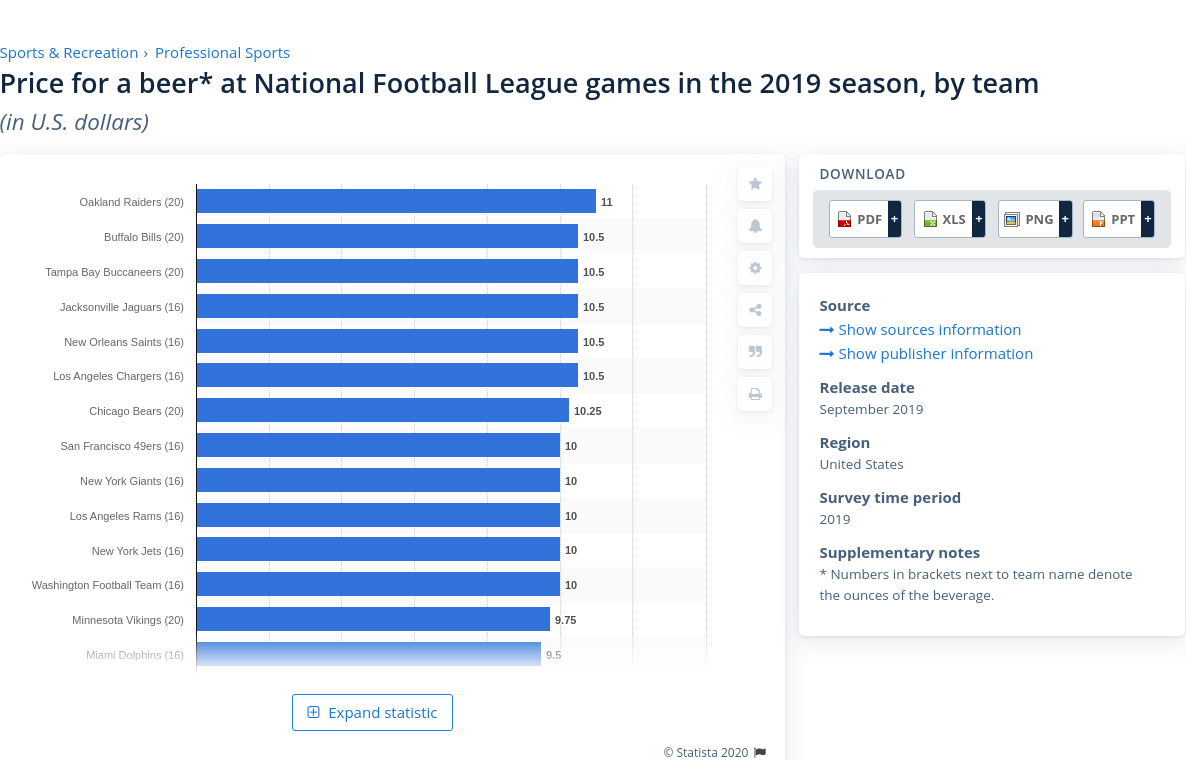 Sports & Recreation › Professional Sports
Price for a beer* at National Football League games in the 2019 season, by team
(in U.S. dollars)
Oakland Raiders (20) 11
Buffalo Bills (20) 10.5
Tampa Bay Buccaneers (20) 10.5
Jacksonville Jaguars (16) 10.5
New Orleans Saints (16) 10.5
Los Angeles Chargers (16) 10.5
Chicago Bears (20) 10.25
San Francisco 49ers (16) 10
New York Giants (16) 10
Los Angeles Rams (16) 10
New York Jets (16) 10
Washington Football Team (16) 10
Minnesota Vikings (20) 9.75
Miami Dolphins (16) 9.5
Expand statistic
© Statista 2020
DOWNLOAD
PDF + XLS + PNG + PPT +
Source
Show sources information
Show publisher information
Release date
September 2019
Region
United States
Survey time period
2019
Supplementary notes
* Numbers in brackets next to team name denote
the ounces of the beverage.